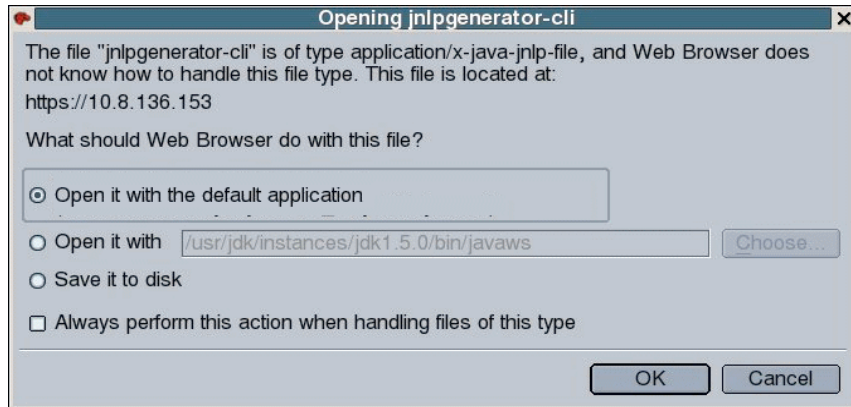 Opening jnlpgenerator-cli
The file "jnlpgenerator-cli" is of type application/x-java-jnlp-file, and Web Browser does
not know how to handle this file type. This file is located at:
https://10.8.136.153
What should Web Browser do with this file?
Open it with the default application
Open it with /usr/jdk/instances/jdk1.5.0/bin/javaws Choose...
Save it to disk
Always perform this action when handling files of this type
OK Cancel